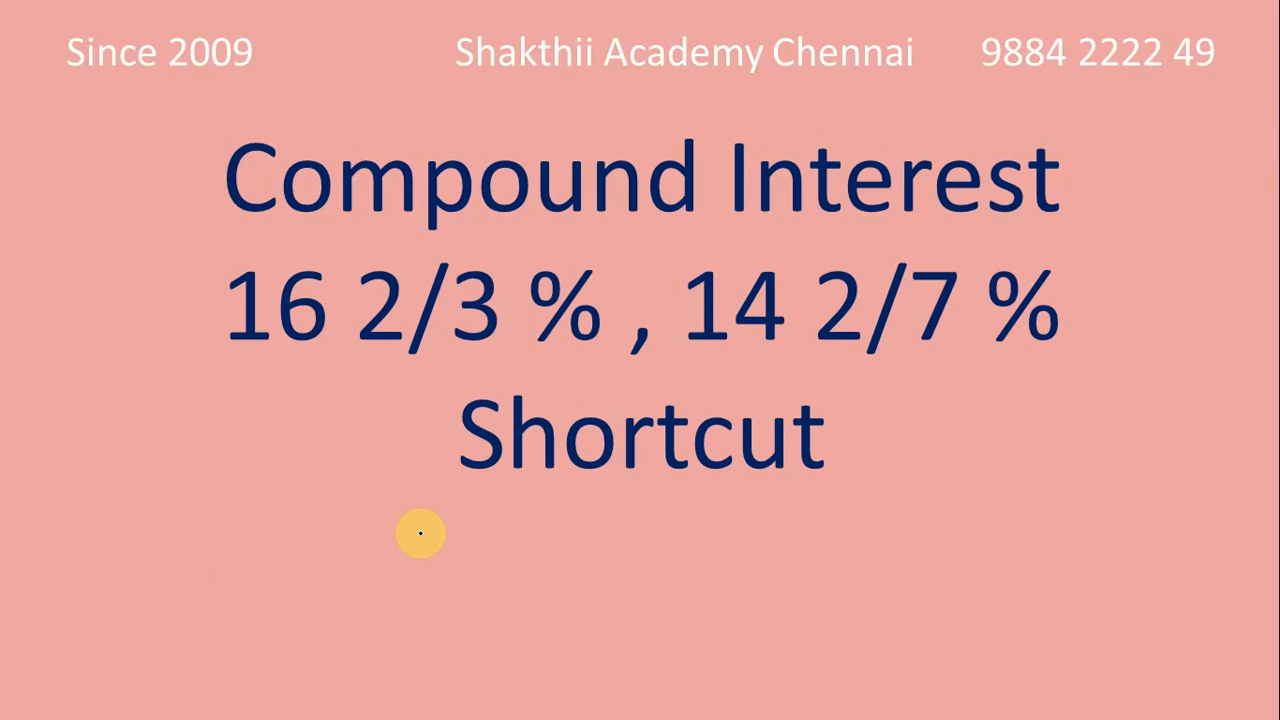 Since 2009 Shakthii Academy Chennai 9884 2222 49
Compound Interest
16 2/3 % , 14 2/7 %
Shortcut